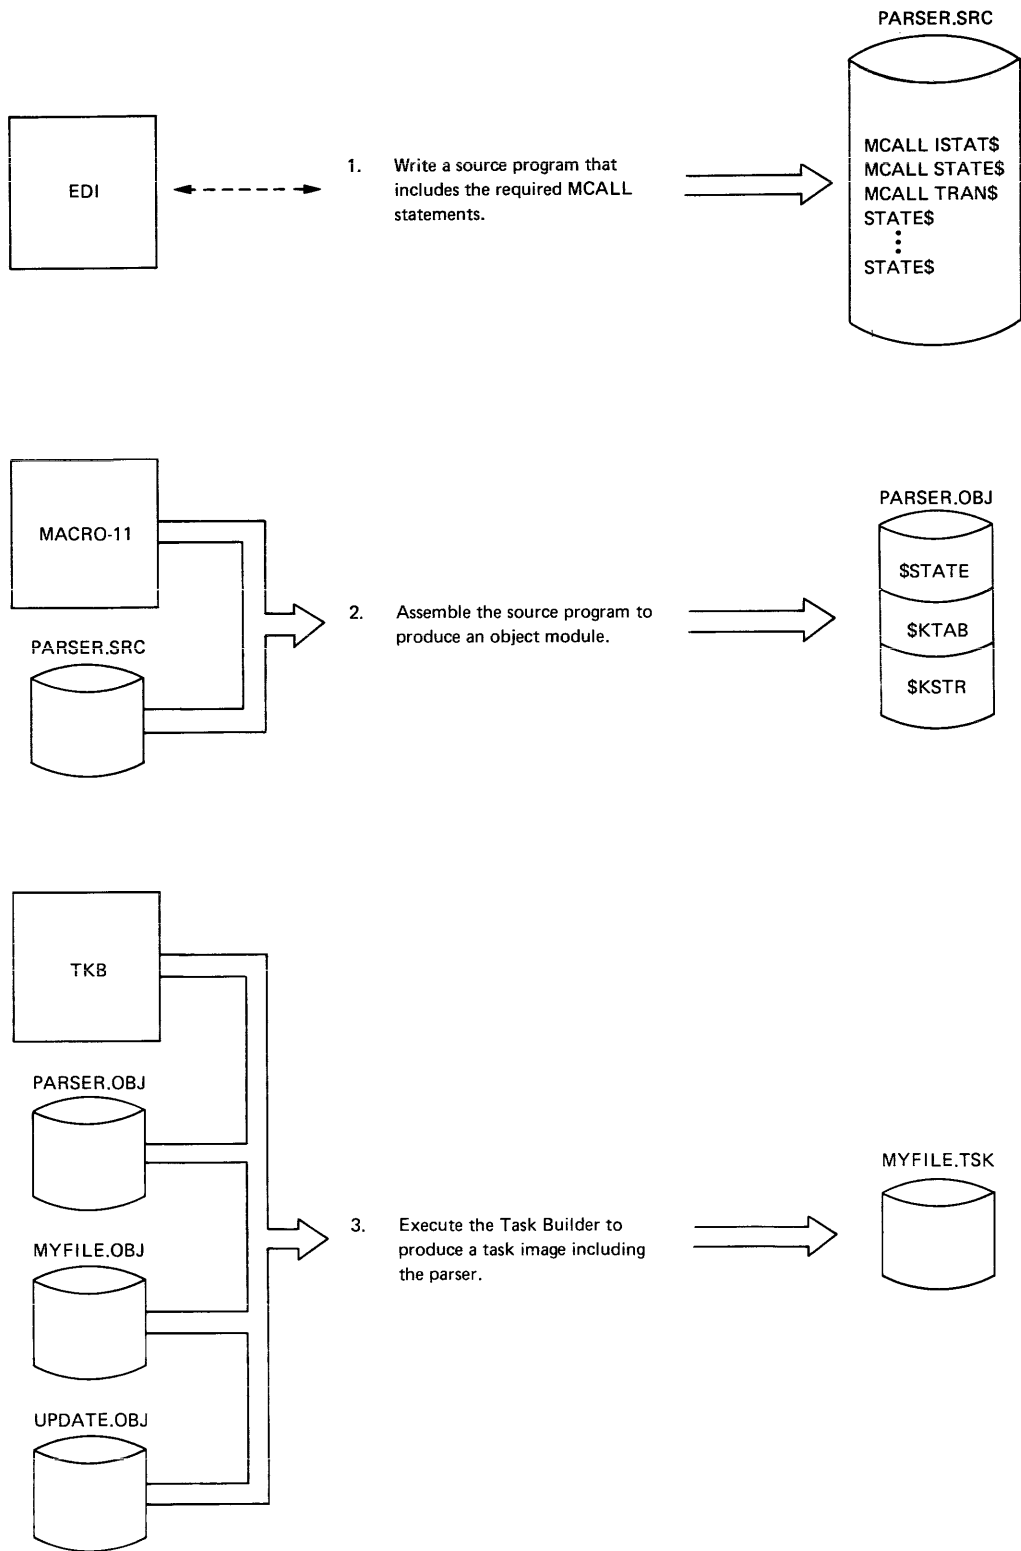 PARSER.SRC
EDI
1. Write a source program that
includes the required MCALL
statements.
MCALL ISTAT$
MCALL STATE$
MCALL TRAN$
STATE$
STATE$
MACRO-11
PARSER.SRC
2. Assemble the source program to
produce an object module.
PARSER.OBJ
$STATE
$KTAB
$KSTR
TKB
PARSER.OBJ
MYFILE.OBJ
UPDATE.OBJ
3. Execute the Task Builder to
produce a task image including
the parser.
MYFILE.TSK